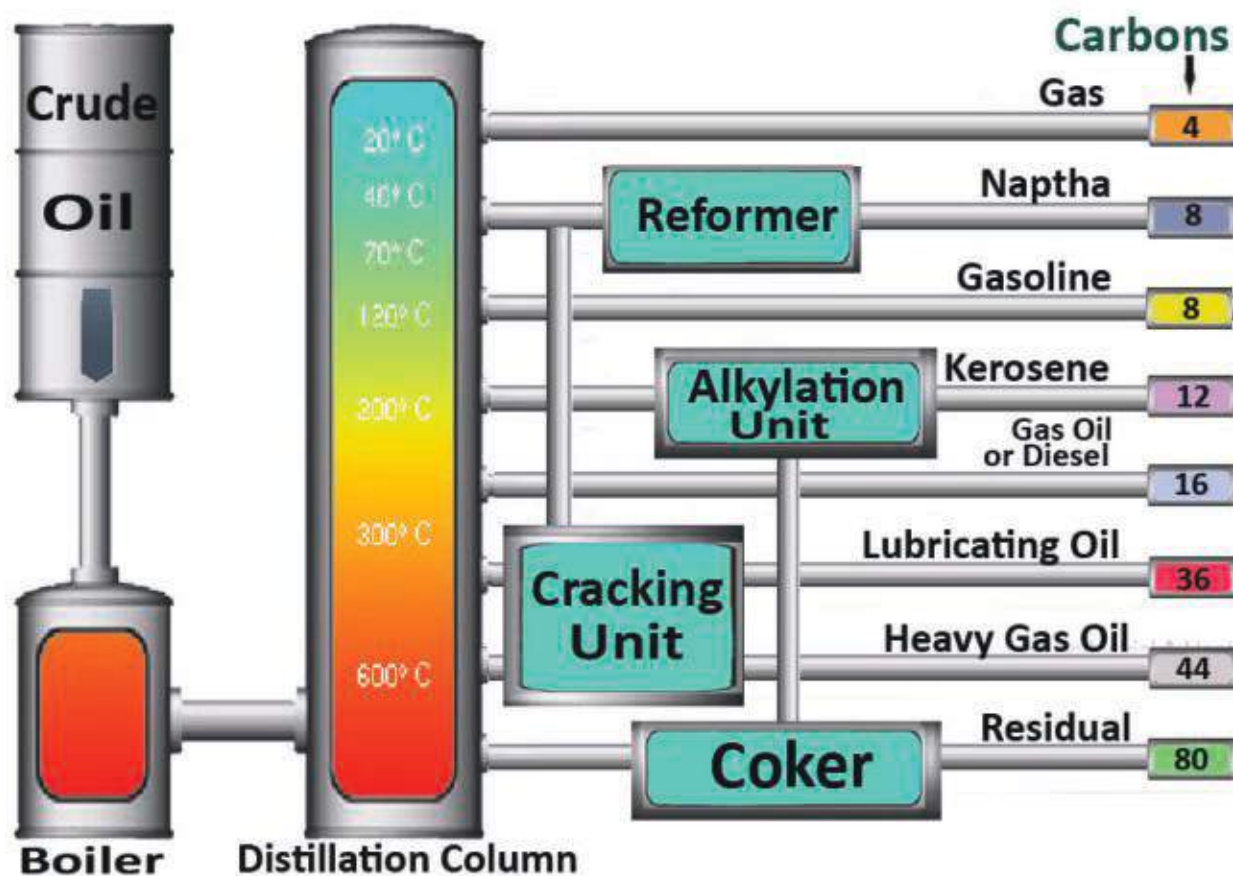 Carbons
Crude
Oil
Boiler
20° C
40° C
70° C
120° C
200° C
300° C
600° C
Distillation Column
Gas
4
Reformer
Naptha
8
Gasoline
8
Alkylation
Unit
Kerosene
12
Gas Oil
or Diesel
16
Cracking
Unit
Lubricating Oil
36
Heavy Gas Oil
44
Coker
Residual
80